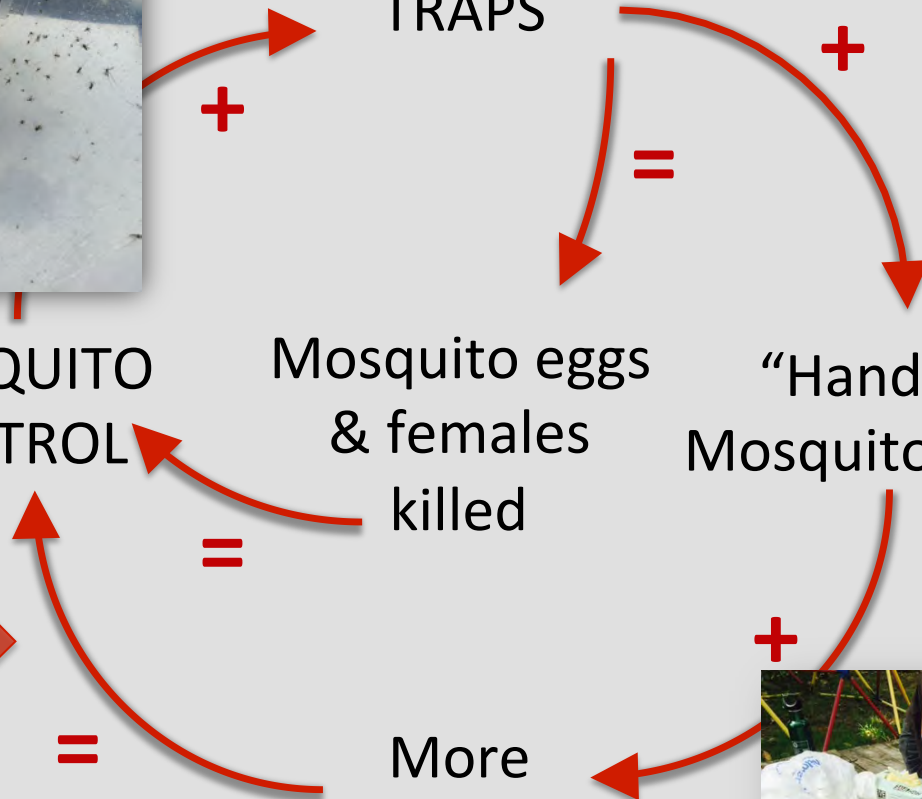 TRAPS
+
+
=
QUITO
TROL
Mosquito eggs
& females
killed
“Hand
Mosquito
=
+
=
More